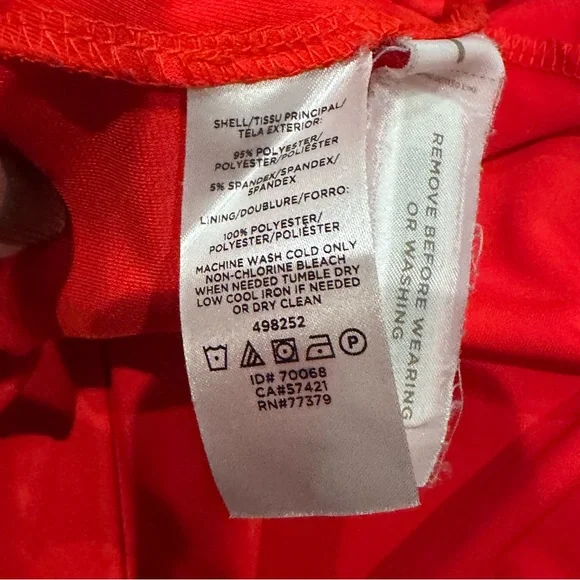 SHELL/TISSU PRINCIPAL/
TELA EXTERIOR:
95% POLYESTER/
POLYESTER/POLIÉSTER
5% SPANDEX/SPANDEX/
SPANDEX
LINING/DOUBLURE/FORRO:
100% POLYESTER/
POLYESTER/POLIÉSTER
MACHINE WASH COLD ONLY
NON-CHLORINE BLEACH
WHEN NEEDED TUMBLE DRY
LOW COOL IRON IF NEEDED
OR DRY CLEAN
498252
P
ID# 70068
CA#57421
RN#77379
REMOVE BEFORE WEARING
OR WASHING